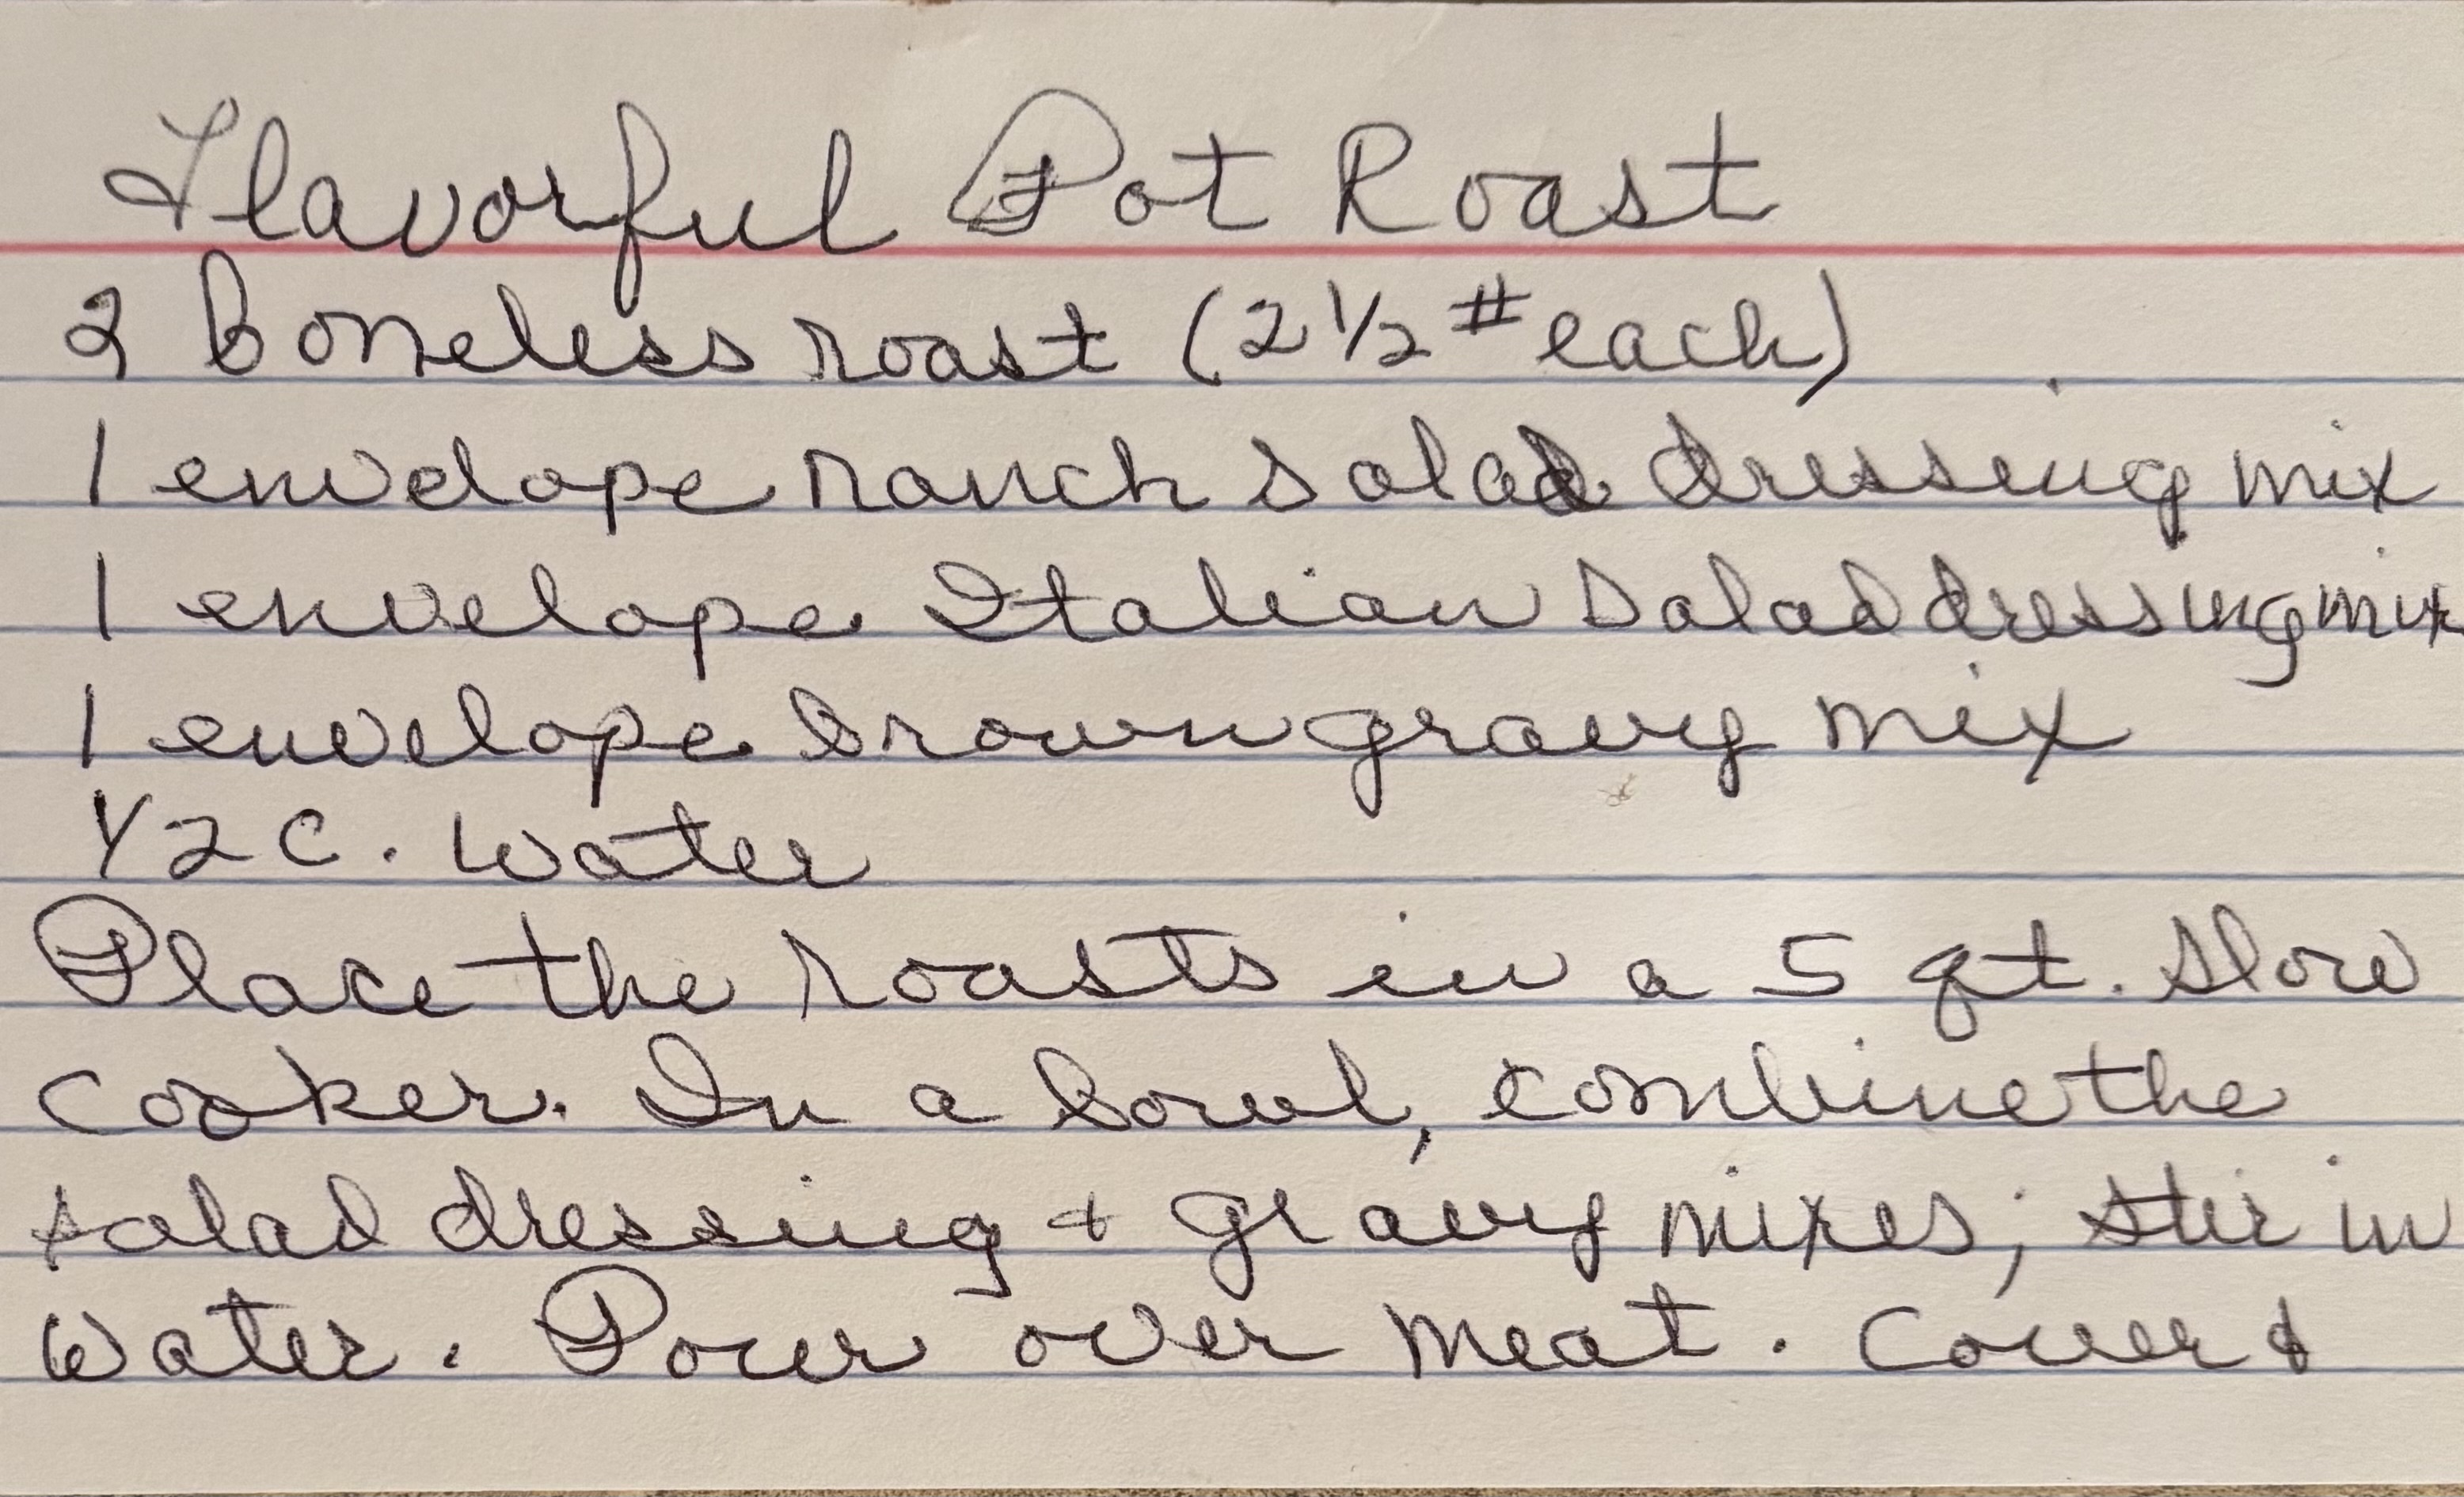 Flavorful Pot Roast
2 Boneless roast (2 1/2 # each)
1 envelope ranch salad dressing mix
1 envelope Italian Salad dressing mix
1 envelope brown gravy mix
1/2 C. Water
Place the roasts in a 5 qt. slow
cooker. In a bowl, combine the
salad dressing & gravy mixes; stir in
water. Pour over meat. Cover &